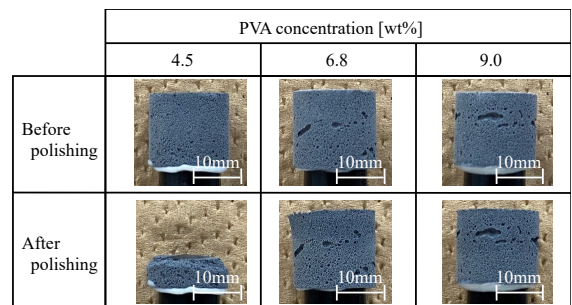 PVA concentration [wt%]
4.5 6.8 9.0
Before
polishing
10mm 10mm 10mm
After
polishing
10mm 10mm 10mm